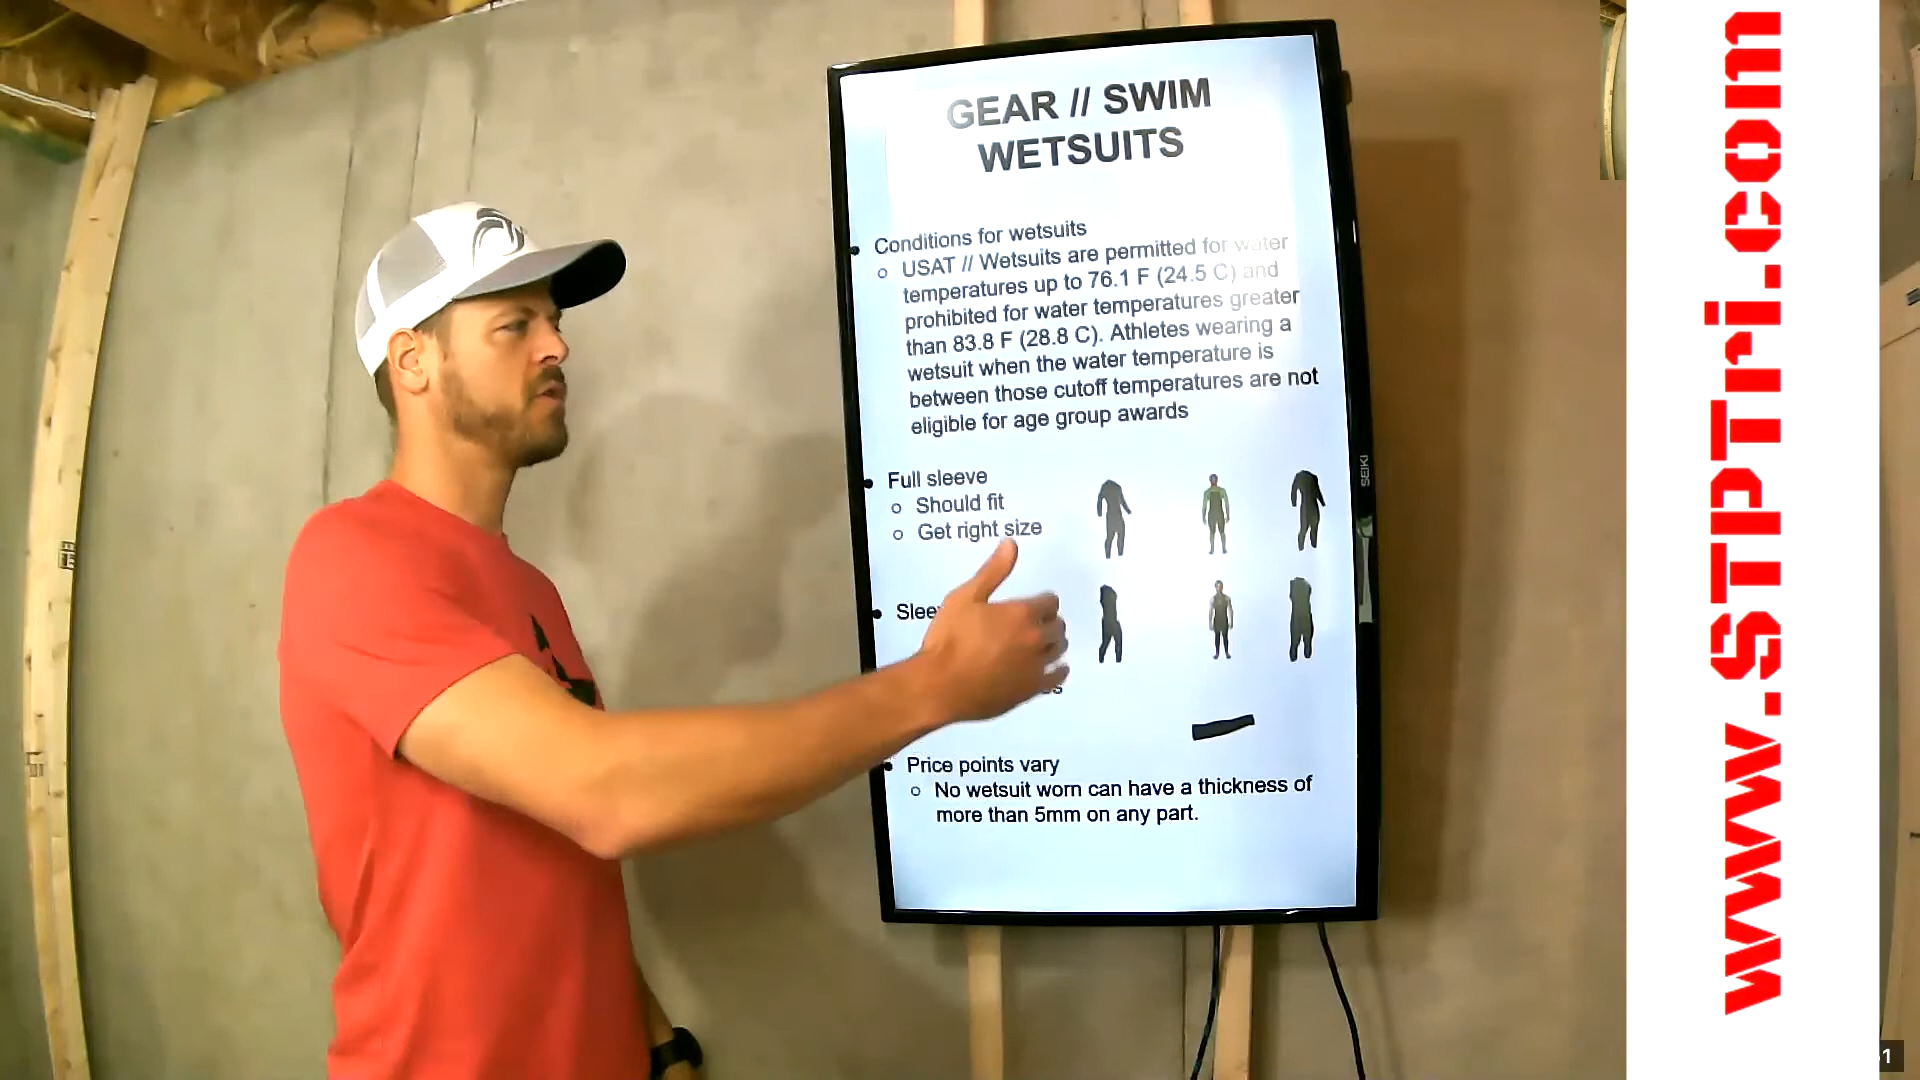 GEAR // SWIM
WETSUITS
Conditions for wetsuits
USAT // Wetsuits are permitted for water
temperatures up to 76.1 F (24.5 C) and
prohibited for water temperatures greater
than 83.8 F (28.8 C). Athletes wearing a
wetsuit when the water temperature is
between those cutoff temperatures are not
eligible for age group awards
Full sleeve
Should fit
Get right size
Price points vary
No wetsuit worn can have a thickness of
more than 5mm on any part.
SEIKI
www.STPTri.com